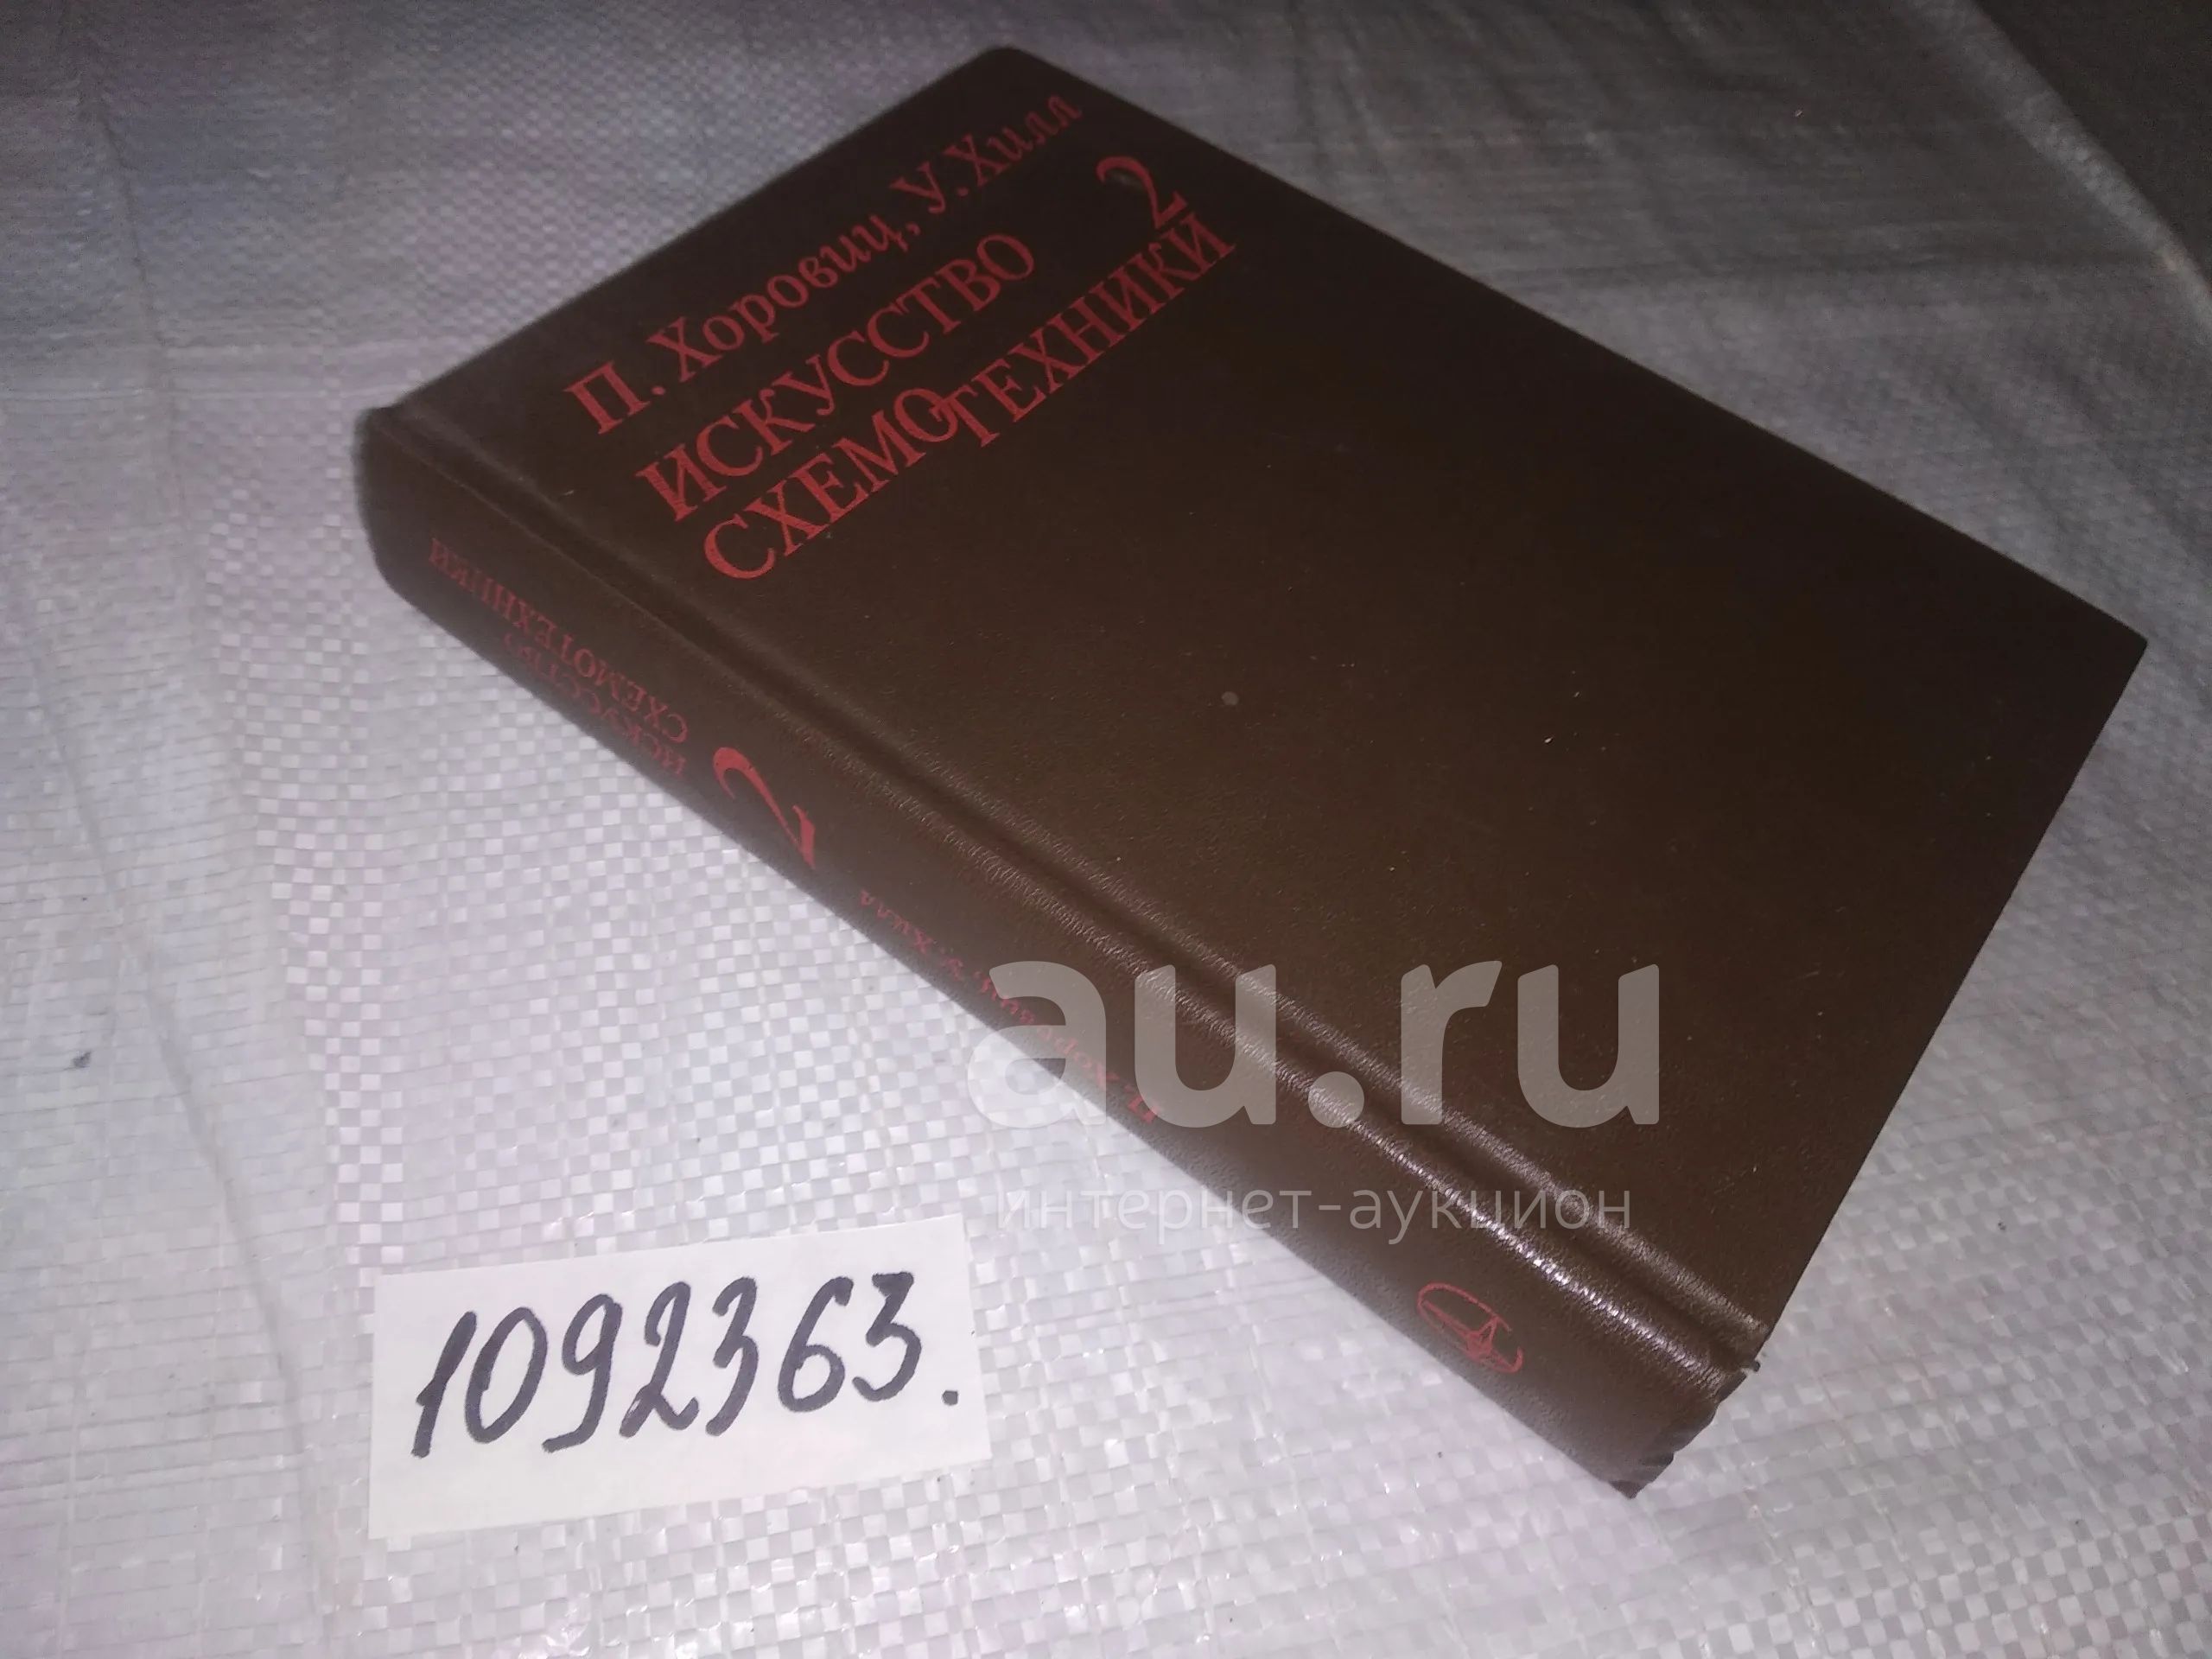 П. Хоровиц, У. Хилл
ИСКУССТВО 2
СХЕМОТЕХНИКИ
ИСКУССТВО
СХЕМОТЕХНИКИ
2
П. Хоровиц, У. Хилл
au.ru
интернет-аукцион
1092363.